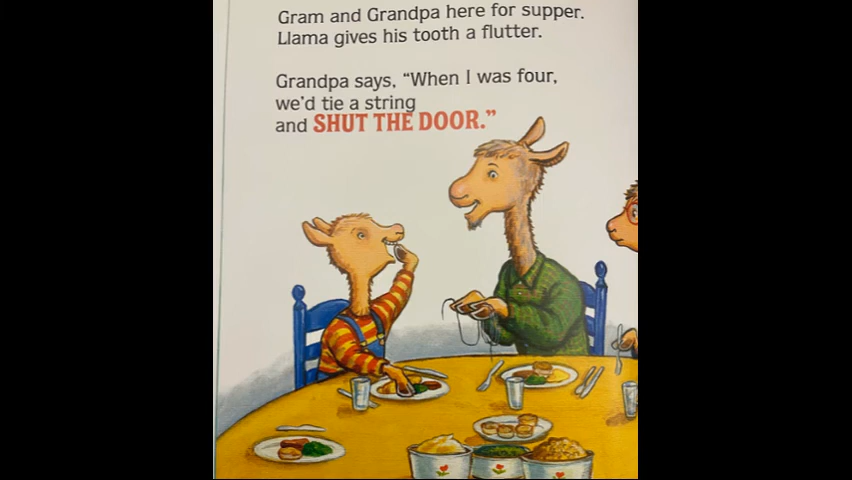 Gram and Grandpa here for supper.
Llama gives his tooth a flutter.
Grandpa says, “When I was four,
we’d tie a string
and SHUT THE DOOR.”